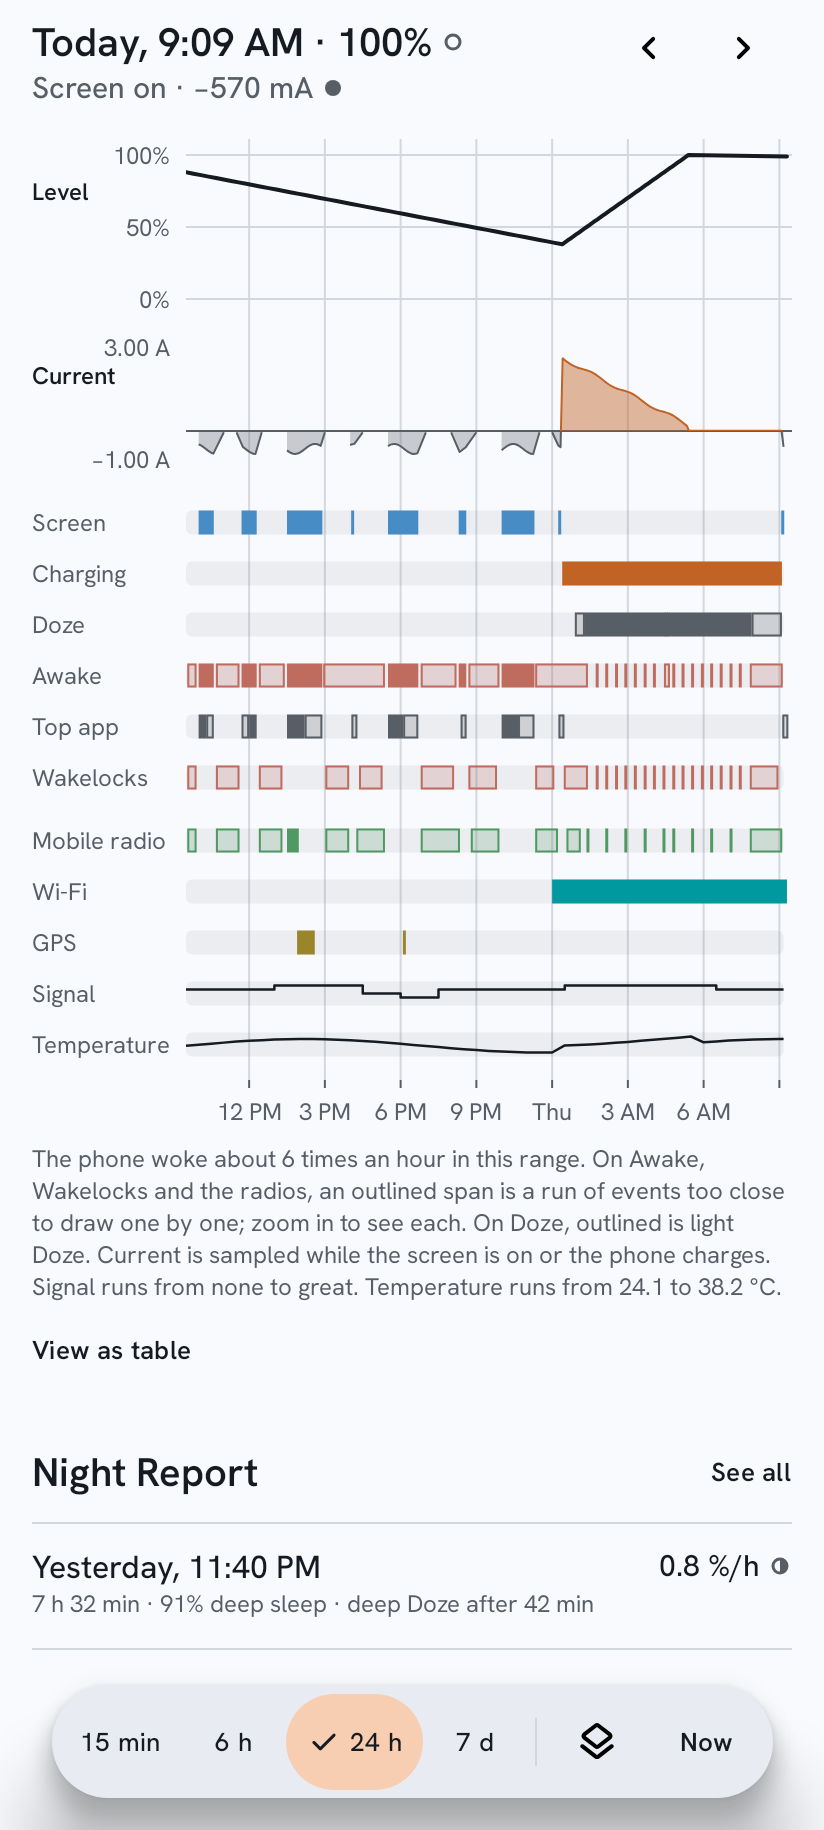 Today, 9:09 AM · 100%
Screen on · −570 mA
100%
Level
50%
0%
3.00 A
Current
−1.00 A
Screen
Charging
Doze
Awake
Top app
Wakelocks
Mobile radio
Wi-Fi
GPS
Signal
Temperature
12 PM 3 PM 6 PM 9 PM Thu 3 AM 6 AM
The phone woke about 6 times an hour in this range. On Awake,
Wakelocks and the radios, an outlined span is a run of events too close
to draw one by one; zoom in to see each. On Doze, outlined is light
Doze. Current is sampled while the screen is on or the phone charges.
Signal runs from none to great. Temperature runs from 24.1 to 38.2 °C.
View as table
Night Report See all
Yesterday, 11:40 PM 0.8 %/h
7 h 32 min · 91% deep sleep · deep Doze after 42 min
15 min 6 h 24 h 7 d Now